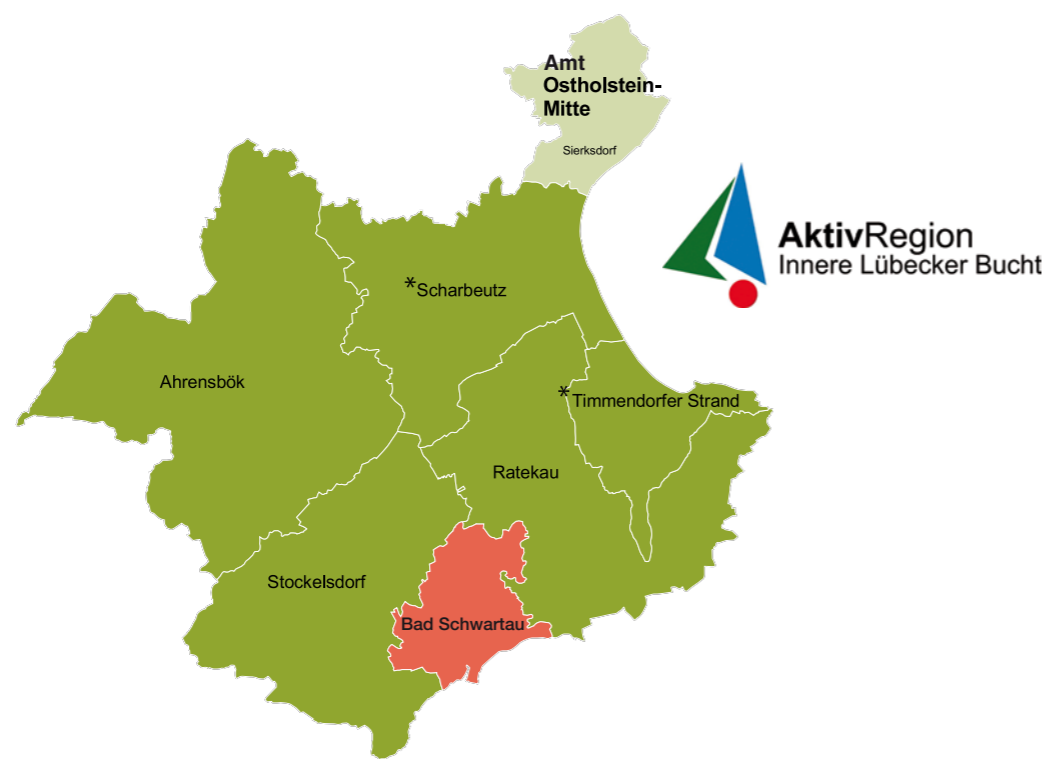 Amt
Ostholstein-
Mitte
Sierksdorf
AktivRegion
Innere Lübecker Bucht
*Scharbeutz
Ahrensbök
*Timmendorfer Strand
Ratekau
Stockelsdorf
Bad Schwartau